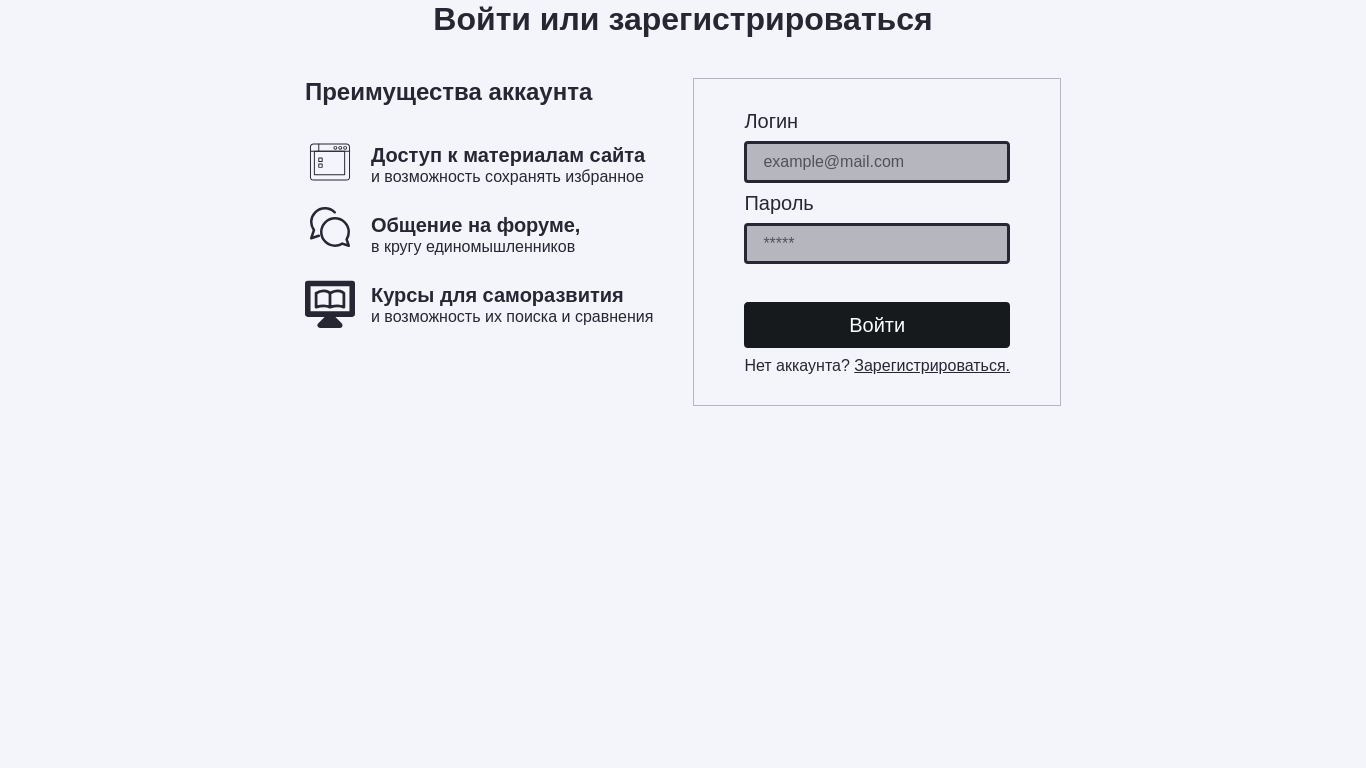 Войти или зарегистрироваться
Преимущества аккаунта
Доступ к материалам сайта
и возможность сохранять избранное
Общение на форуме,
в кругу единомышленников
Курсы для саморазвития
и возможность их поиска и сравнения
Логин
example@mail.com
Пароль
*****
Войти
Нет аккаунта? Зарегистрироваться.